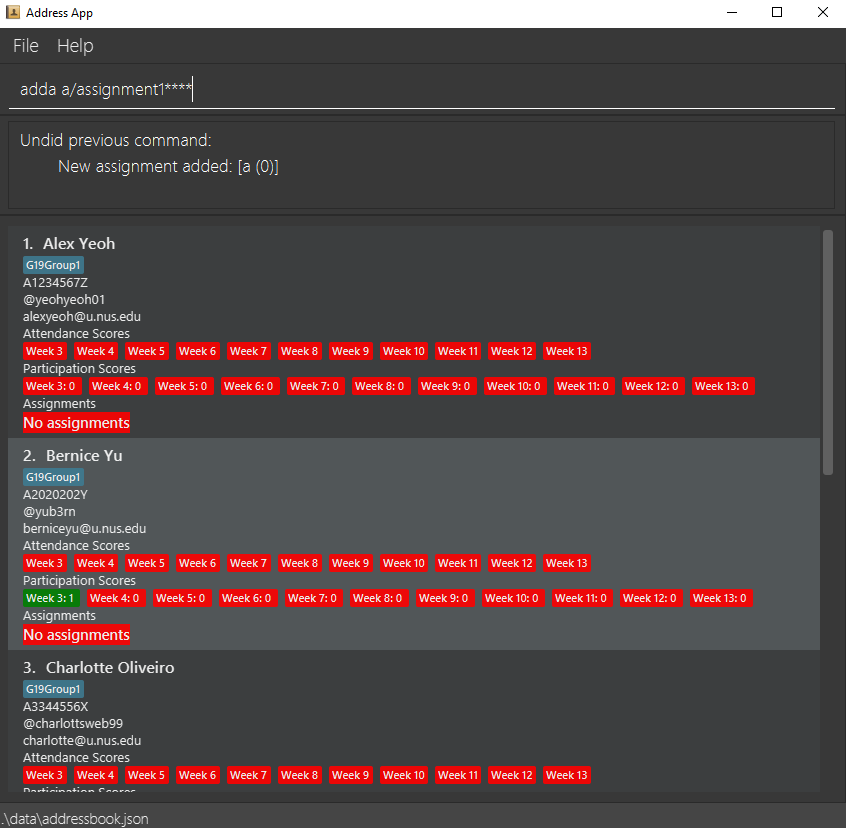 Address App
File Help
adda a/assignment1****
Undid previous command:
New assignment added: [a (0)]
1. Alex Yeoh
G19Group1
A1234567Z
@yeohyeoh01
alexyeoh@u.nus.edu
Attendance Scores
Week 3 Week 4 Week 5 Week 6 Week 7 Week 8 Week 9 Week 10 Week 11 Week 12 Week 13
Participation Scores
Week 3: 0 Week 4: 0 Week 5: 0 Week 6: 0 Week 7: 0 Week 8: 0 Week 9: 0 Week 10: 0 Week 11: 0 Week 12: 0 Week 13: 0
Assignments
No assignments
2. Bernice Yu
G19Group1
A2020202Y
@yub3rn
berniceyu@u.nus.edu
Attendance Scores
Week 3 Week 4 Week 5 Week 6 Week 7 Week 8 Week 9 Week 10 Week 11 Week 12 Week 13
Participation Scores
Week 3: 1 Week 4: 0 Week 5: 0 Week 6: 0 Week 7: 0 Week 8: 0 Week 9: 0 Week 10: 0 Week 11: 0 Week 12: 0 Week 13: 0
Assignments
No assignments
3. Charlotte Oliveiro
G19Group1
A3344556X
@charlottsweb99
charlotte@u.nus.edu
Attendance Scores
Week 3 Week 4 Week 5 Week 6 Week 7 Week 8 Week 9 Week 10 Week 11 Week 12 Week 13
Participation Scores
.\data\addressbook.json